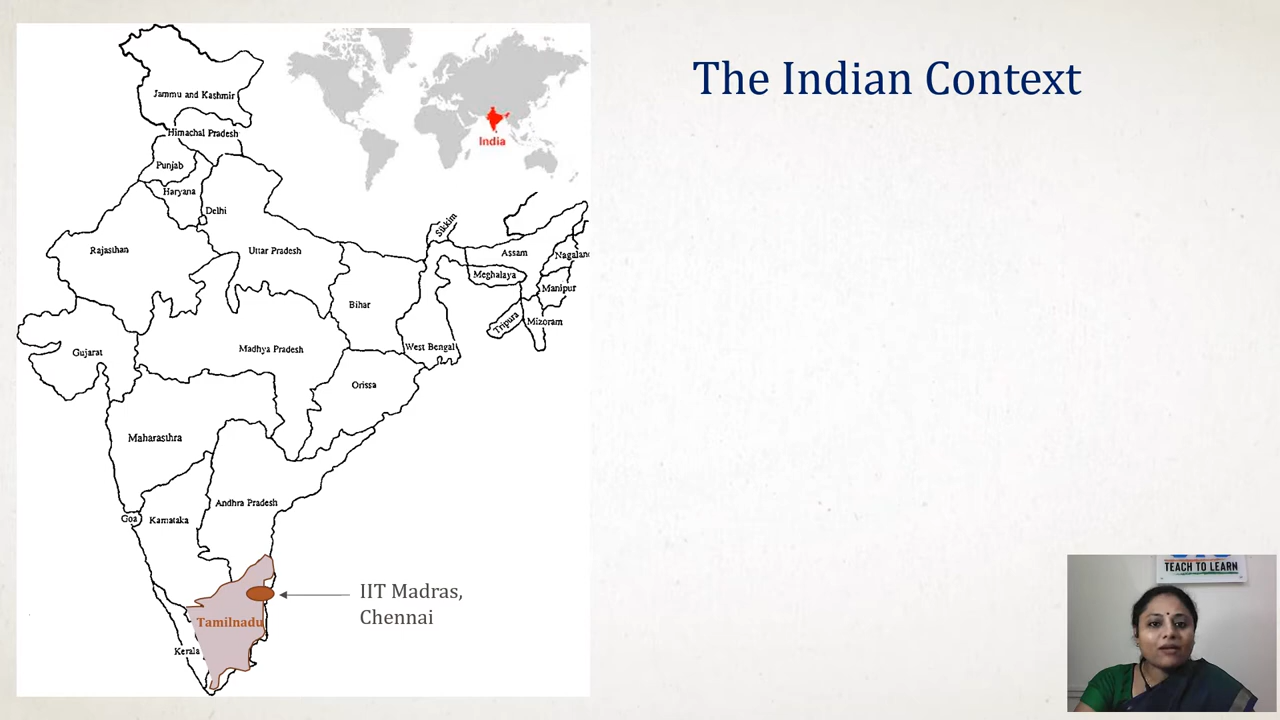 The Indian Context
Jammu and Kashmir
Himachal Pradesh
Punjab
Haryana
Delhi
India
Rajasthan
Uttar Pradesh
Sikkim
Assam
Nagalan
Meghalaya
Manipur
Bihar
Tripura
Mizoram
West Bengal
Gujarat
Madhya Pradesh
Orissa
Maharasthra
Andhra Pradesh
Goa
Karnataka
IIT Madras,
Chennai
Tamilnadu
Kerala
TEACH TO LEARN